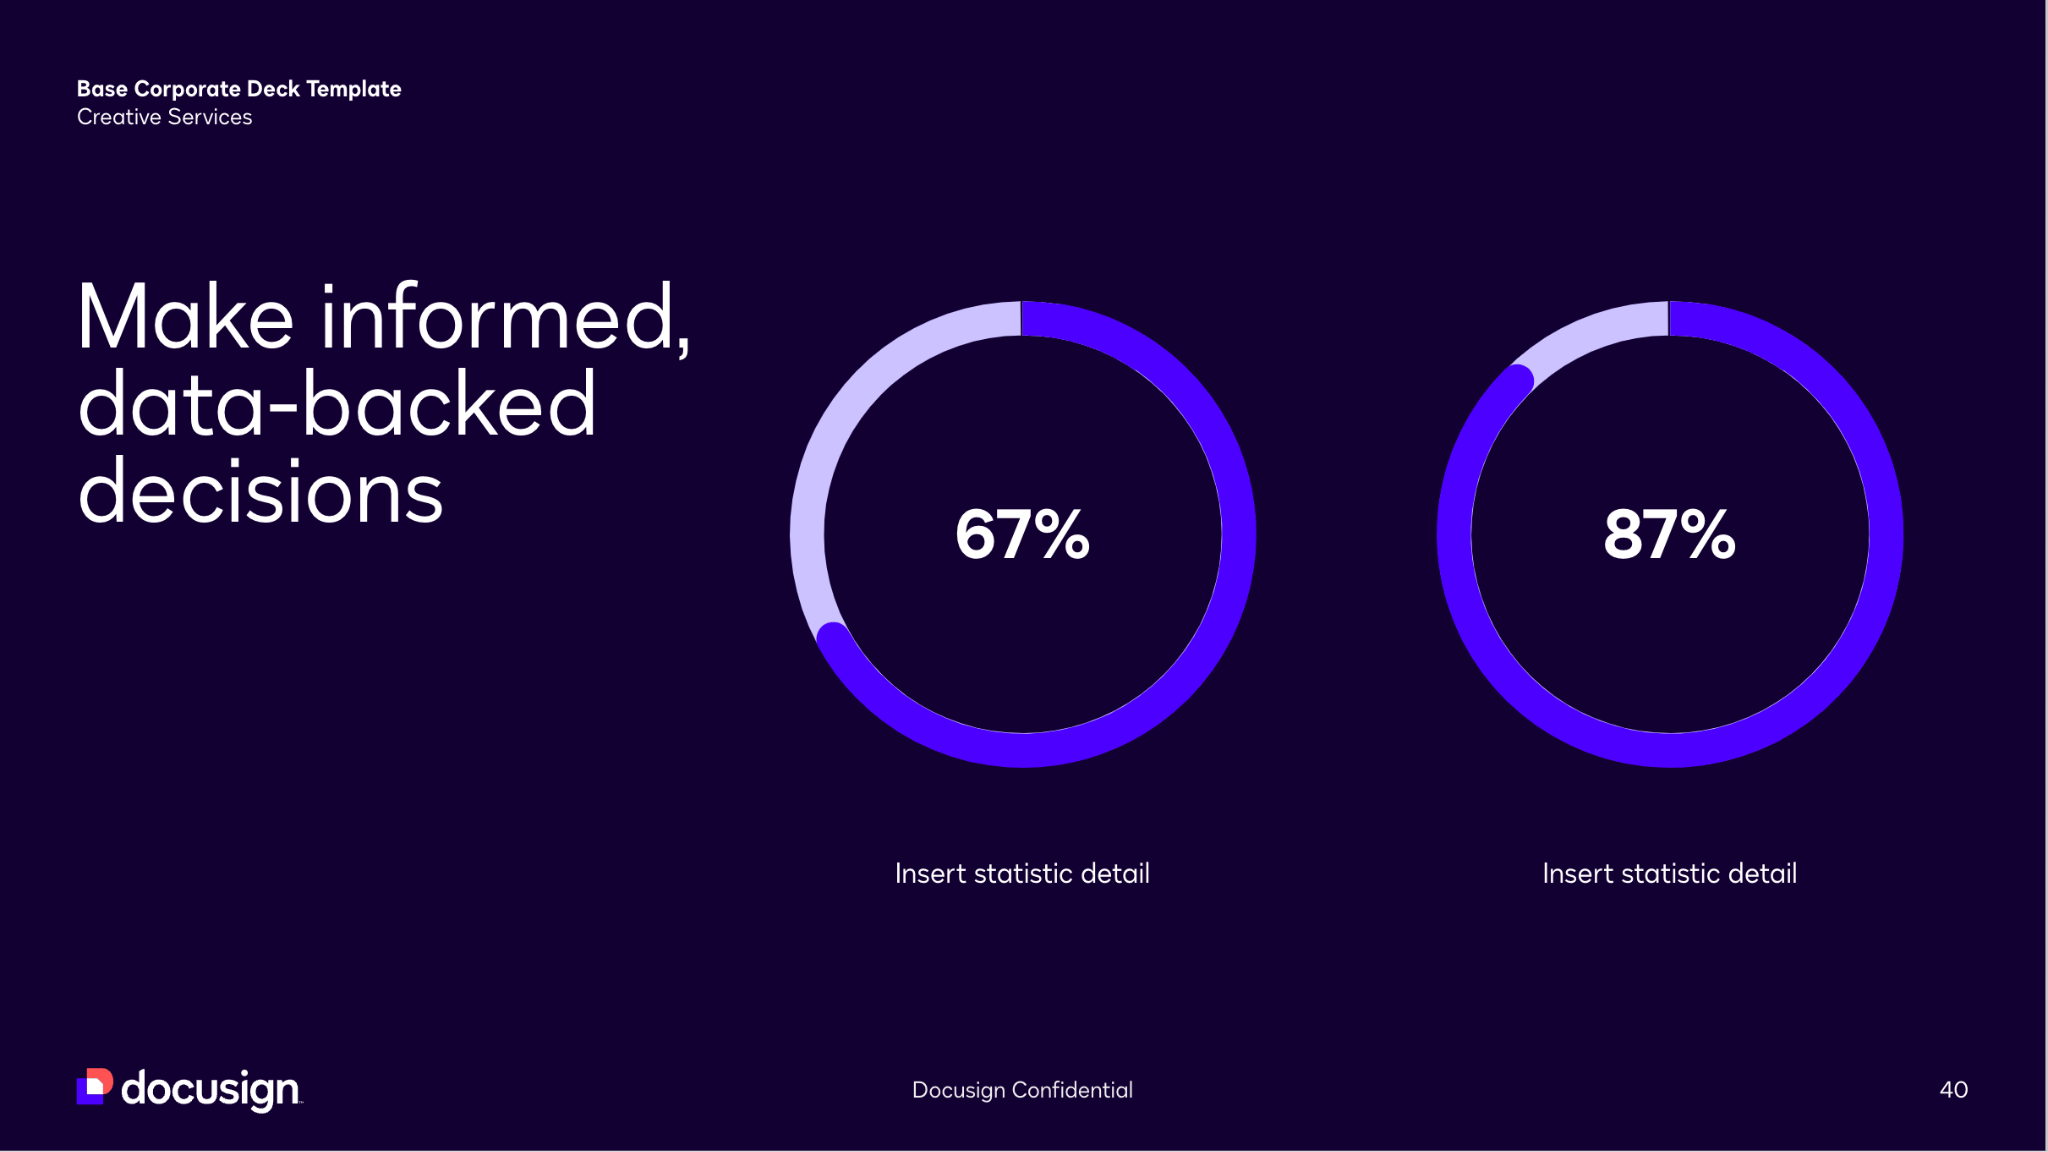 Base Corporate Deck Template
Creative Services
Make informed,
data-backed
decisions
67%
87%
Insert statistic detail
Insert statistic detail
docusign
Docusign Confidential
40